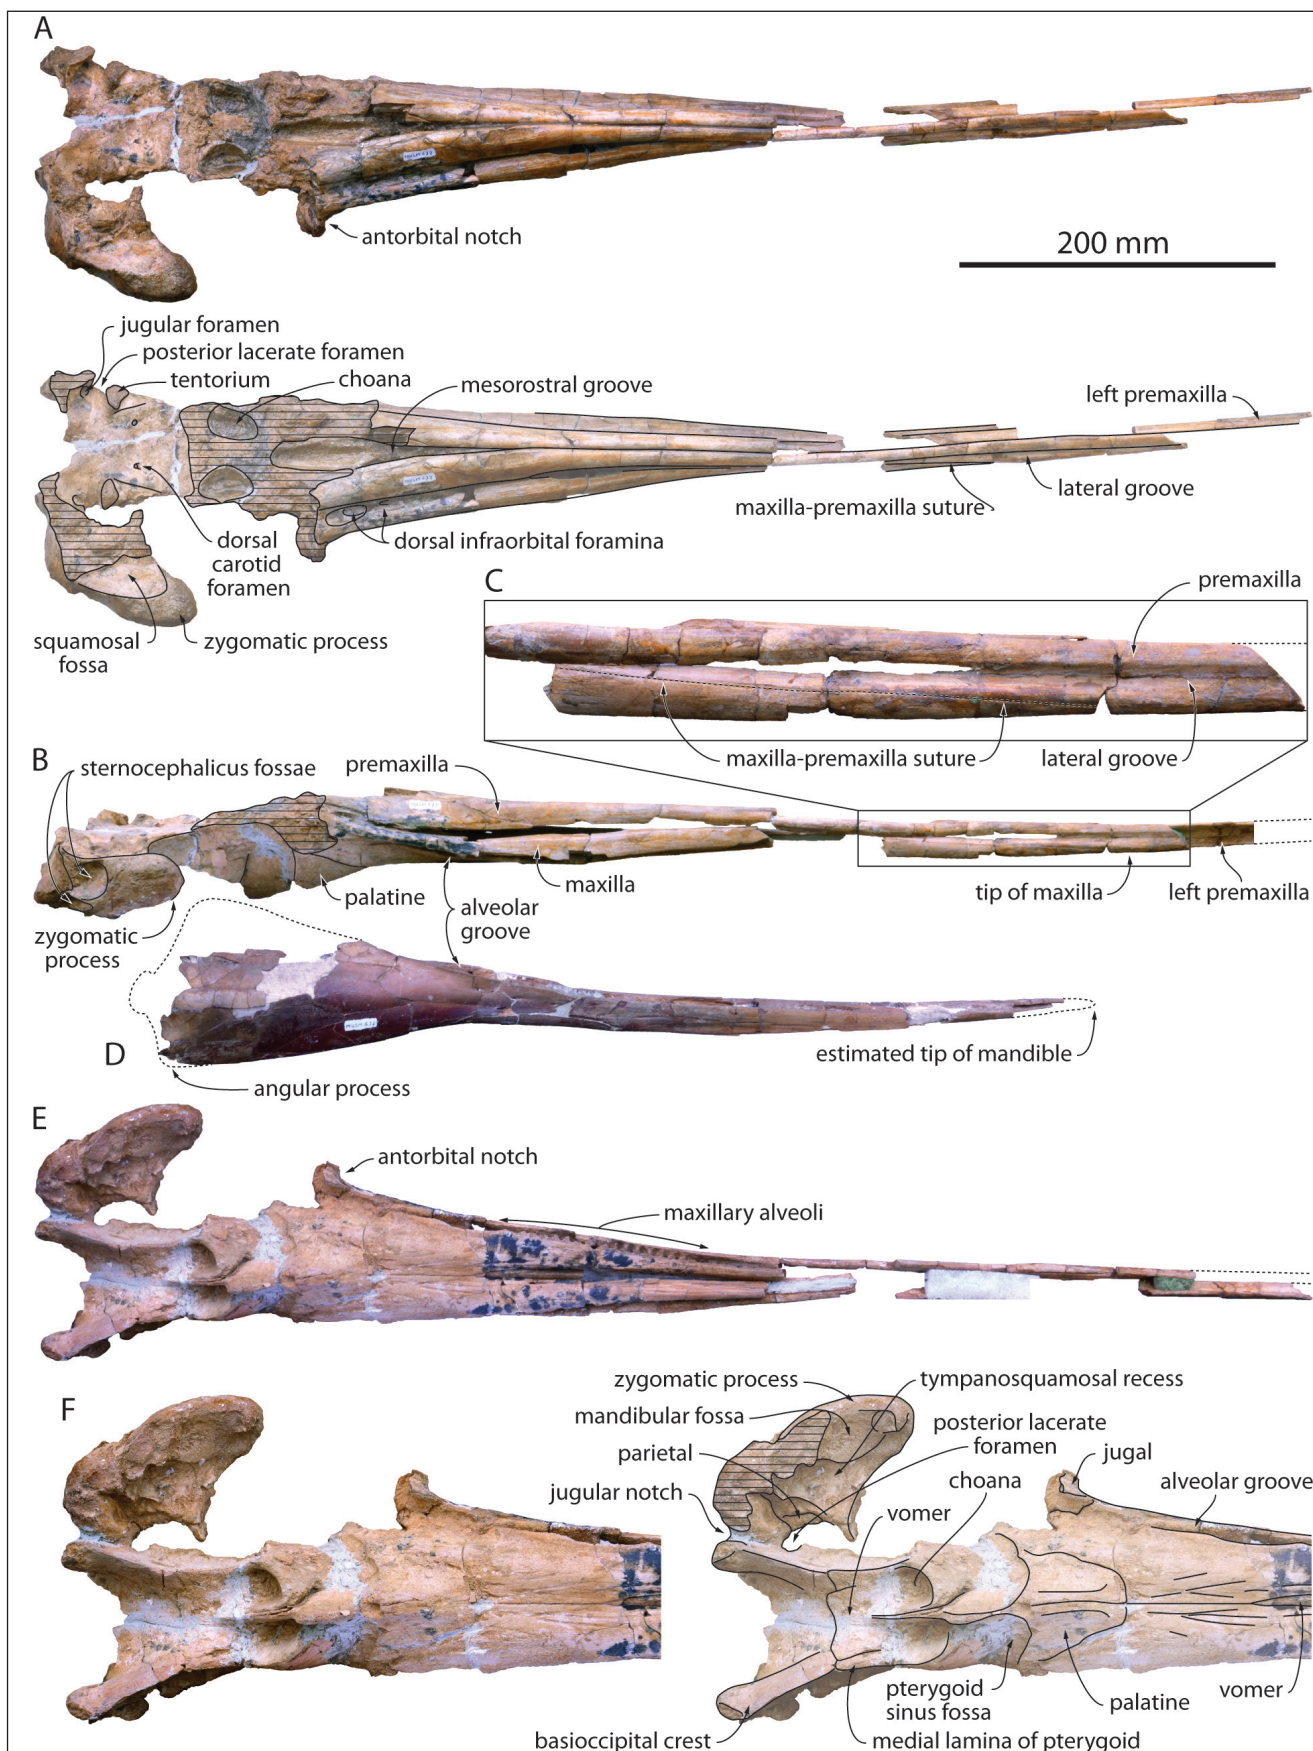 A
antorbital notch
200 mm
jugular foramen
posterior lacerate foramen
tentorium
choana
mesorostral groove
left premaxilla
lateral groove
maxilla-premaxilla suture
dorsal infraorbital foramina
dorsal
carotid
foramen
squamosal
fossa
zygomatic process
C
premaxilla
maxilla-premaxilla suture
lateral groove
B
sternocephalicus fossae
premaxilla
zygomatic
process
palatine
alveolar
groove
maxilla
tip of maxilla
left premaxilla
D
angular process
estimated tip of mandible
E
antorbital notch
maxillary alveoli
F
zygomatic process
tympanosquamosal recess
mandibular fossa
posterior lacerate
foramen
parietal
jugal
jugular notch
choana
alveolar groove
vomer
pterygoid
sinus fossa
palatine
vomer
basioccipital crest
medial lamina of pterygoid